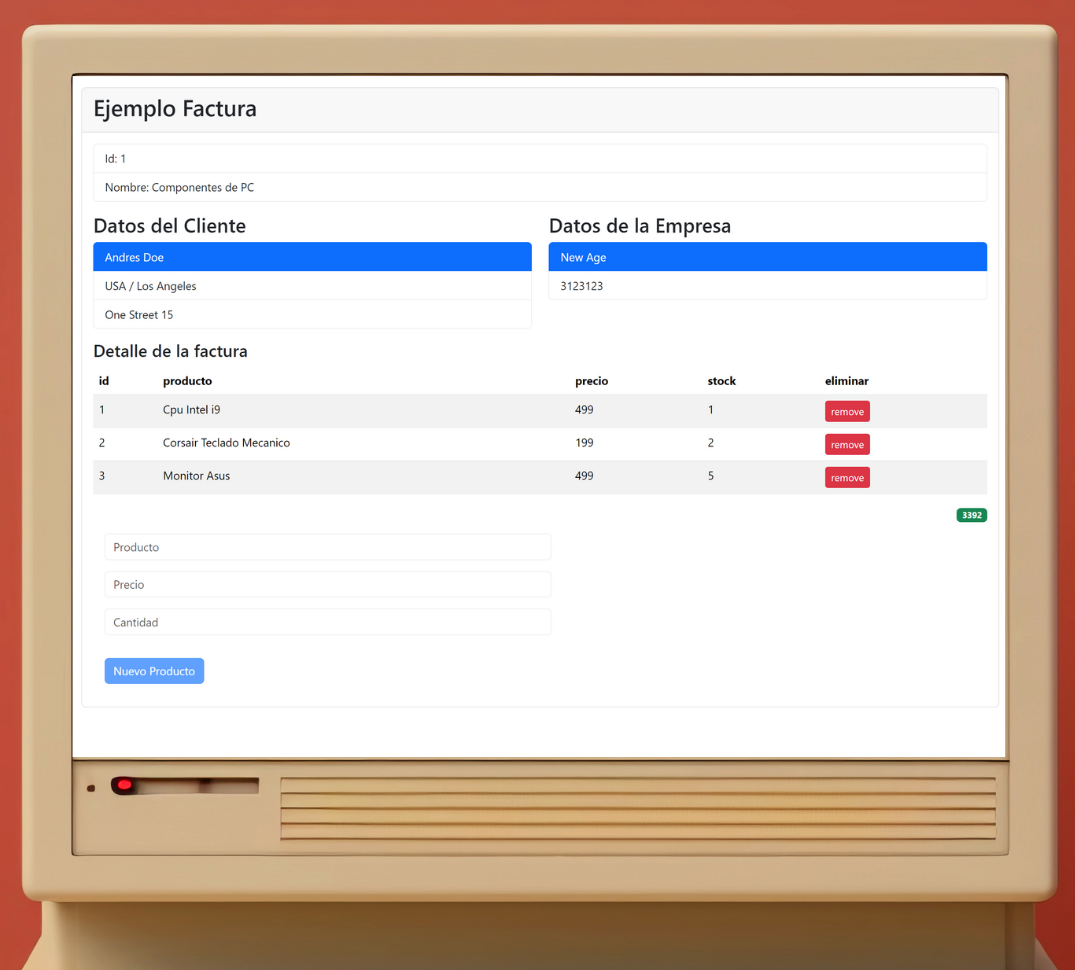 Ejemplo Factura
Id: 1
Nombre: Componentes de PC
Datos del Cliente
Andres Doe
USA / Los Angeles
One Street 15
Datos de la Empresa
New Age
3123123
Detalle de la factura
id producto precio stock eliminar
1 Cpu Intel i9 499 1 remove
2 Corsair Teclado Mecanico 199 2 remove
3 Monitor Asus 499 5 remove
3392
Producto
Precio
Cantidad
Nuevo Producto